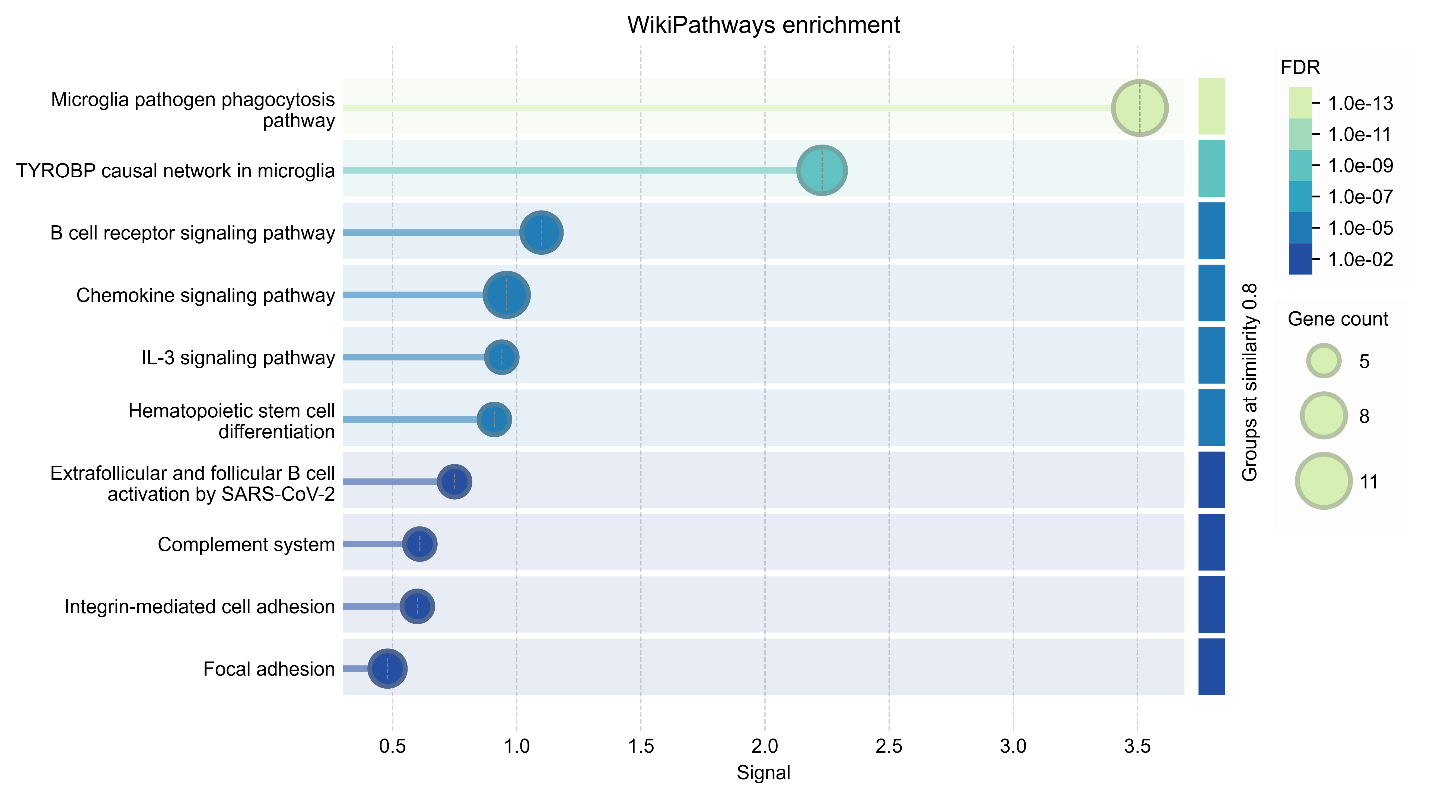 WikiPathways enrichment
Microglia pathogen phagocytosis
pathway
TYROBP causal network in microglia
B cell receptor signaling pathway
Chemokine signaling pathway
IL-3 signaling pathway
Hematopoietic stem cell
differentiation
Extrafollicular and follicular B cell
activation by SARS-CoV-2
Complement system
Integrin-mediated cell adhesion
Focal adhesion
0.5 1.0 1.5 2.0 2.5 3.0 3.5
Signal
Groups at similarity 0.8
FDR
1.0e-13
1.0e-11
1.0e-09
1.0e-07
1.0e-05
1.0e-02
Gene count
5
8
11